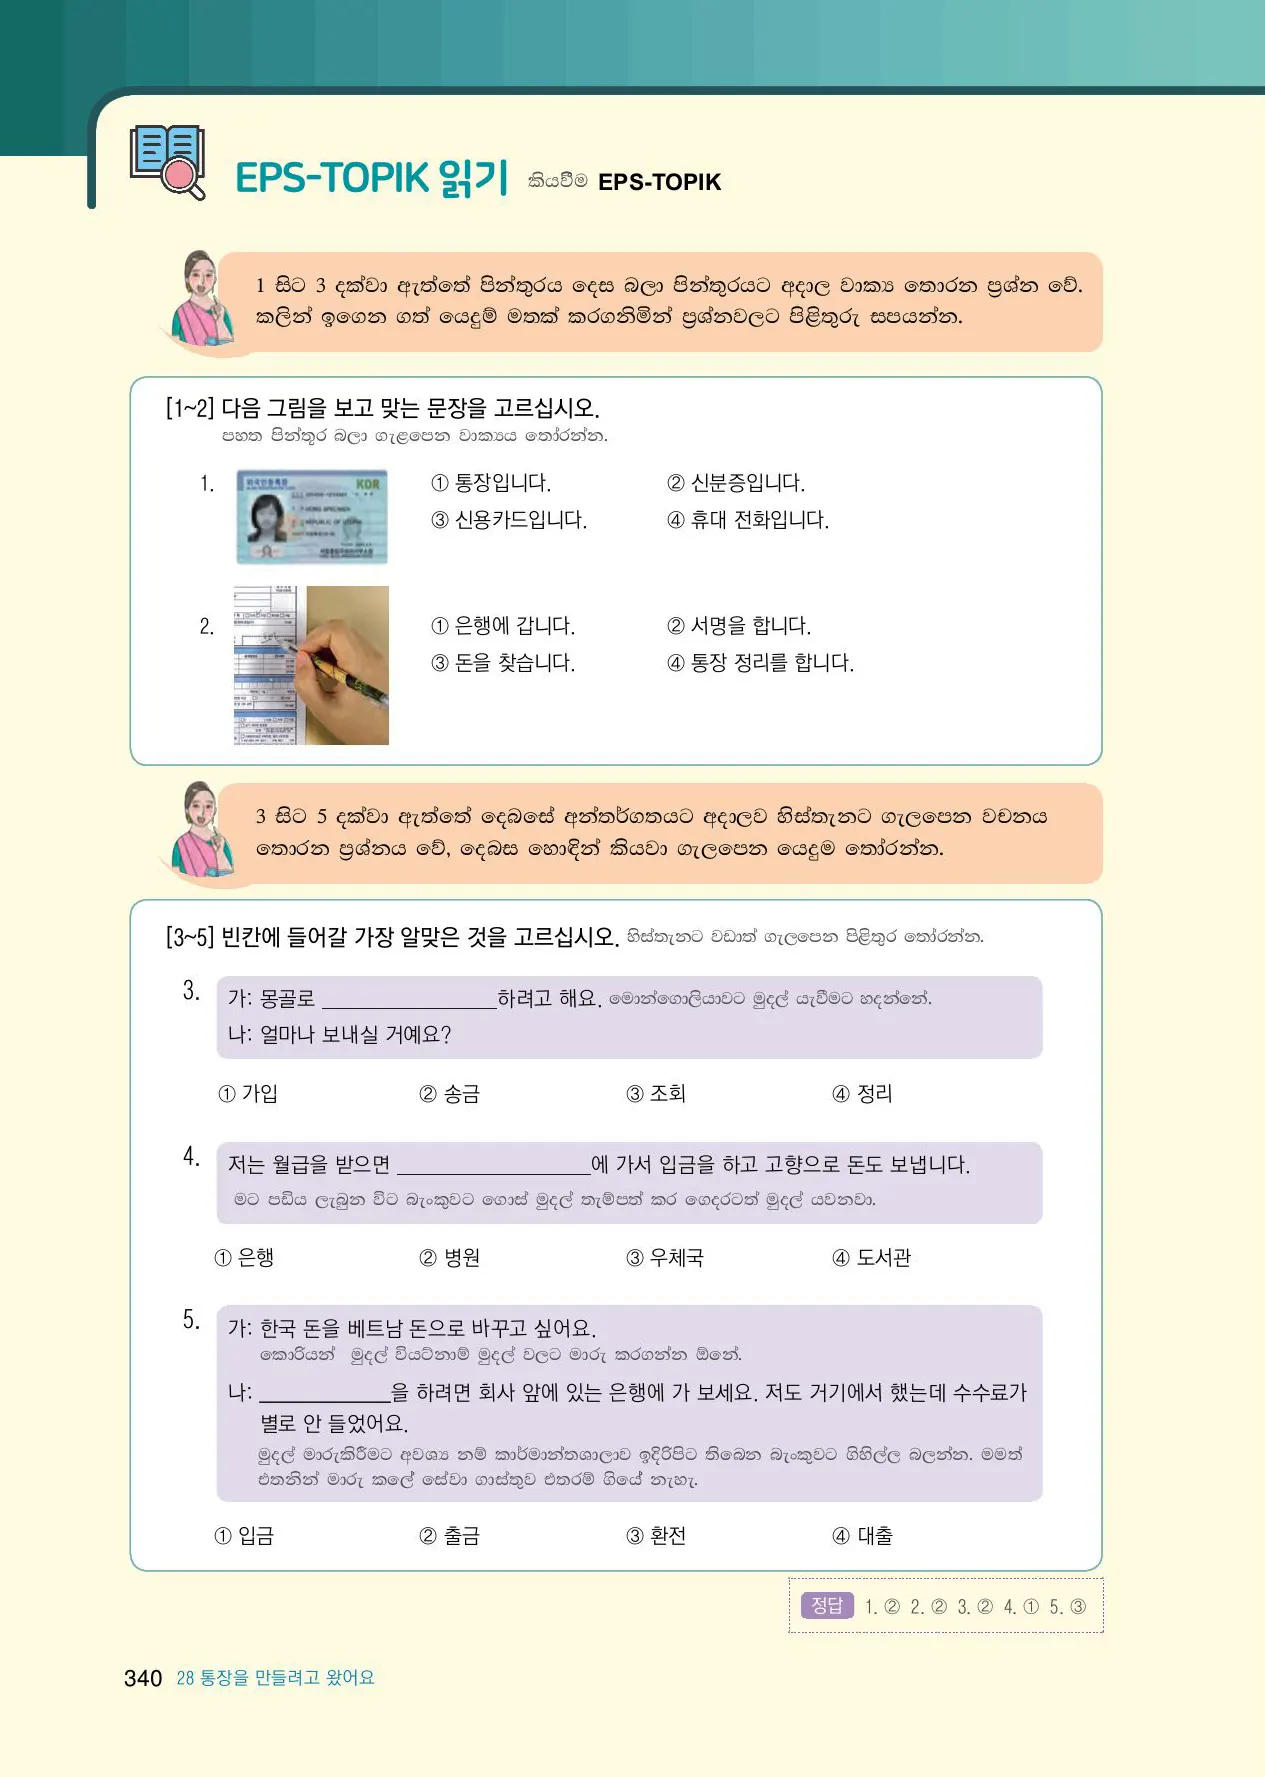 EPS-TOPIK 읽기 කියවීම EPS-TOPIK
1 සිට 3 දක්වා ඇත්තේ පින්තූරය දෙස බලා පින්තූරයට අදාල වාක්‍ය තොරන ප්‍රශ්න වේ.
කලින් ඉගෙන ගත් යෙදුම් මතක් කරගනිමින් ප්‍රශ්නවලට පිළිතුරු සපයන්න.
[1~2] 다음 그림을 보고 맞는 문장을 고르십시오.
පහත පින්තූර බලා ගැළපෙන වාක්‍යය තෝරන්න.
1. ① 통장입니다. ② 신분증입니다.
외국인등록증 KOR
③ 신용카드입니다. ④ 휴대 전화입니다.
2. ① 은행에 갑니다. ② 서명을 합니다.
③ 돈을 찾습니다. ④ 통장 정리를 합니다.
3 සිට 5 දක්වා ඇත්තේ දෙබසේ අන්තර්ගතයට අදාලව හිස්තැනට ගැලපෙන වචනය
තොරන ප්‍රශ්නය වේ, දෙබස හොඳින් කියවා ගැලපෙන යෙදුම තෝරන්න.
[3~5] 빈칸에 들어갈 가장 알맞은 것을 고르십시오. හිස්තැනට වඩාත් ගැලපෙන පිළිතුර තෝරන්න.
3. 가: 몽골로 ________________하려고 해요. මොන්ගොලියාවට මුදල් යැවීමට හදන්නේ.
나: 얼마나 보내실 거예요?
① 가입 ② 송금 ③ 조회 ④ 정리
4. 저는 월급을 받으면 ________________에 가서 입금을 하고 고향으로 돈도 보냅니다.
මට පඩිය ලැබුන විට බැංකුවට ගොස් මුදල් තැම්පත් කර ගෙදරටත් මුදල් යවනවා.
① 은행 ② 병원 ③ 우체국 ④ 도서관
5. 가: 한국 돈을 베트남 돈으로 바꾸고 싶어요.
කොරියන් මුදල් වියට්නාම් මුදල් වලට මාරු කරගන්න ඕනේ.
나: ____________을 하려면 회사 앞에 있는 은행에 가 보세요. 저도 거기에서 했는데 수수료가
별로 안 들었어요.
මුදල් මාරුකිරීමට අවශ්‍ය නම් කාර්මාන්තශාලාව ඉදිරිපිට තිබෙන බැංකුවට ගිහිල්ල බලන්න. මමත්
එතනින් මාරු කළේ සේවා ගාස්තුව එතරම් ගියේ නැහැ.
① 입금 ② 출금 ③ 환전 ④ 대출
정답 1. ② 2. ② 3. ② 4. ① 5. ③
340 28 통장을 만들려고 왔어요